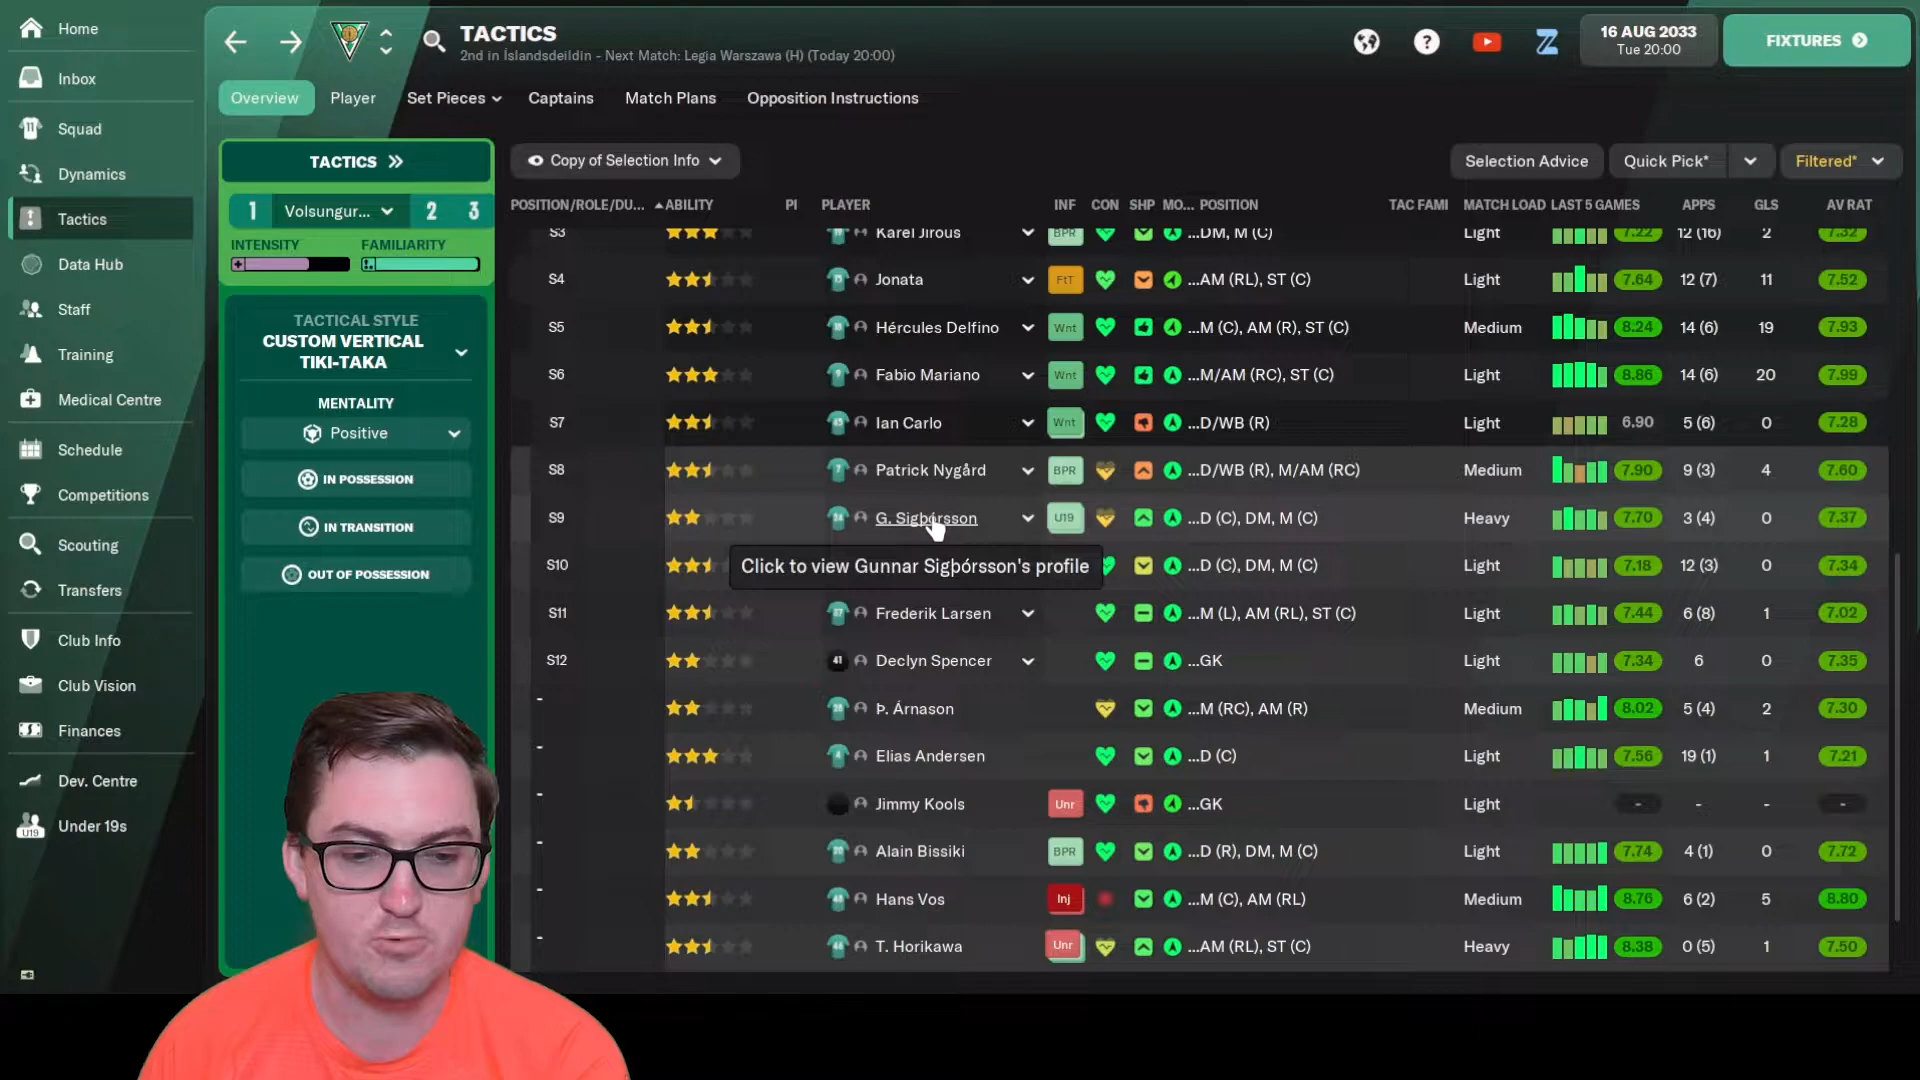 Home
Inbox
Squad
Dynamics
Tactics
Data Hub
Staff
Training
Medical Centre
Schedule
Competitions
Scouting
Transfers
Club Info
Club Vision
Finances
Dev. Centre
U19 Under 19s
TACTICS
2nd in Íslandsdeildin - Next Match: Legia Warszawa (H) (Today 20:00)
16 AUG 2033
Tue 20:00
FIXTURES
Overview Player Set Pieces Captains Match Plans Opposition Instructions
TACTICS
1 Volsungur... 2 3
INTENSITY FAMILIARITY
TACTICAL STYLE
CUSTOM VERTICAL
TIKI-TAKA
MENTALITY
Positive
IN POSSESSION
IN TRANSITION
OUT OF POSSESSION
Copy of Selection Info Selection Advice Quick Pick* Filtered*
POSITION/ROLE/DU... ABILITY PI PLAYER INF CON SHP MO... POSITION TAC FAMI MATCH LOAD LAST 5 GAMES APPS GLS AV RAT
S3 Karel Jirous BPR ...DM, M (C) Light 7.22 12 (16) 2 7.32
S4 Jonata FtT ...AM (RL), ST (C) Light 7.64 12 (7) 11 7.52
S5 Hércules Delfino Wnt ...M (C), AM (R), ST (C) Medium 8.24 14 (6) 19 7.93
S6 Fabio Mariano Wnt ...M/AM (RC), ST (C) Light 8.86 14 (6) 20 7.99
S7 Ian Carlo Wnt ...D/WB (R) Light 6.90 5 (6) 0 7.28
S8 Patrick Nygård BPR ...D/WB (R), M/AM (RC) Medium 7.90 9 (3) 4 7.60
S9 G. Sigþórsson U19 ...D (C), DM, M (C) Heavy 7.70 3 (4) 0 7.37
Click to view Gunnar Sigþórsson's profile
S10 ...D (C), DM, M (C) Light 7.18 12 (3) 0 7.34
S11 Frederik Larsen ...M (L), AM (RL), ST (C) Light 7.44 6 (8) 1 7.02
S12 41 Declyn Spencer ...GK Light 7.34 6 0 7.35
- Þ. Árnason ...M (RC), AM (R) Medium 8.02 5 (4) 2 7.30
- Elias Andersen ...D (C) Light 7.56 19 (1) 1 7.21
- Jimmy Kools Unr ...GK Light - - - -
- Alain Bissiki BPR ...D (R), DM, M (C) Light 7.74 4 (1) 0 7.72
- Hans Vos Inj ...M (C), AM (RL) Medium 8.76 6 (2) 5 8.80
- T. Horikawa Unr ...AM (RL), ST (C) Heavy 8.38 0 (5) 1 7.50